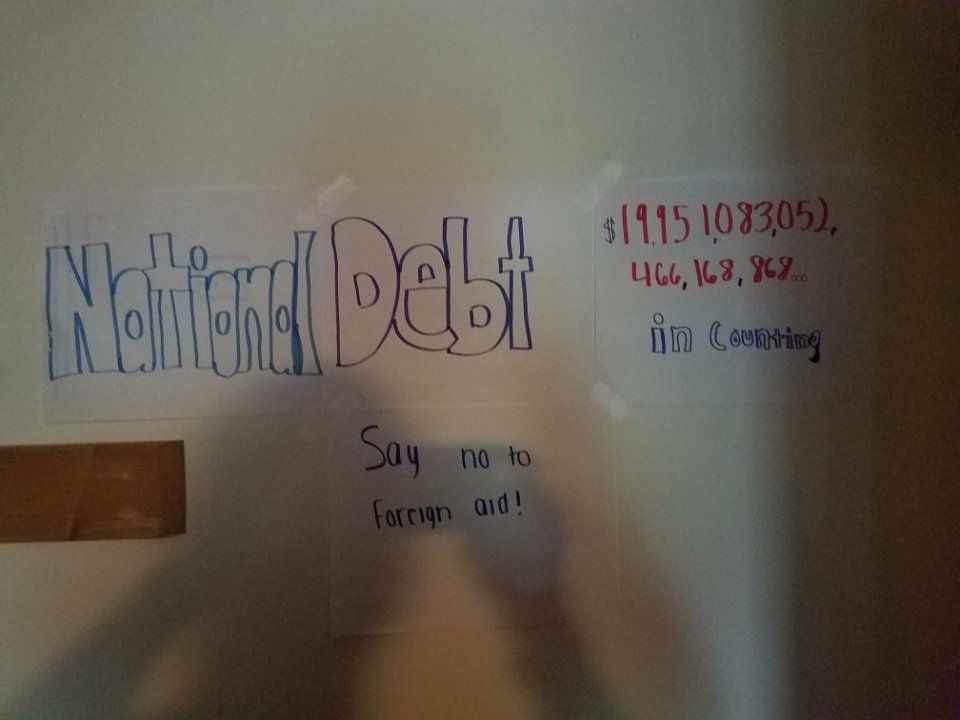 National Debt
$19,951,083,052,
466,168,868...
in Counting
Say no to
Foreign aid!